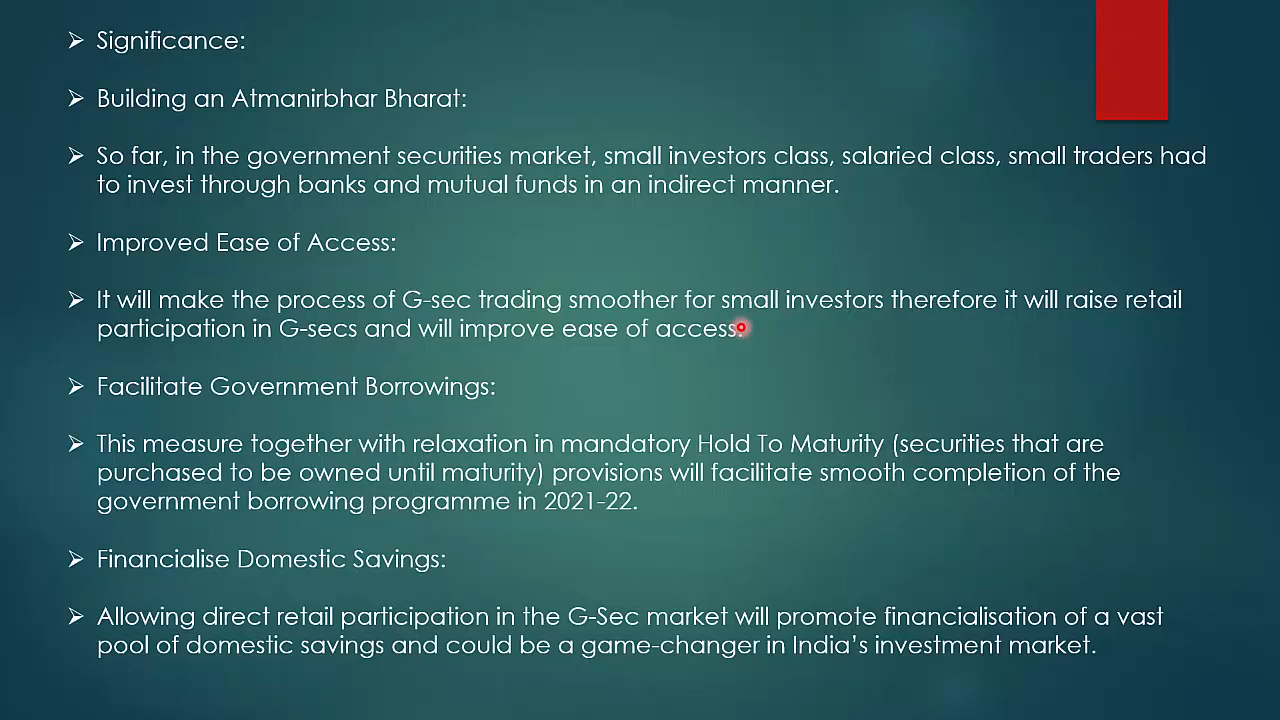 Significance:
Building an Atmanirbhar Bharat:
So far, in the government securities market, small investors class, salaried class, small traders had
to invest through banks and mutual funds in an indirect manner.
Improved Ease of Access:
It will make the process of G-sec trading smoother for small investors therefore it will raise retail
participation in G-secs and will improve ease of access.
Facilitate Government Borrowings:
This measure together with relaxation in mandatory Hold To Maturity (securities that are
purchased to be owned until maturity) provisions will facilitate smooth completion of the
government borrowing programme in 2021-22.
Financialise Domestic Savings:
Allowing direct retail participation in the G-Sec market will promote financialisation of a vast
pool of domestic savings and could be a game-changer in India’s investment market.